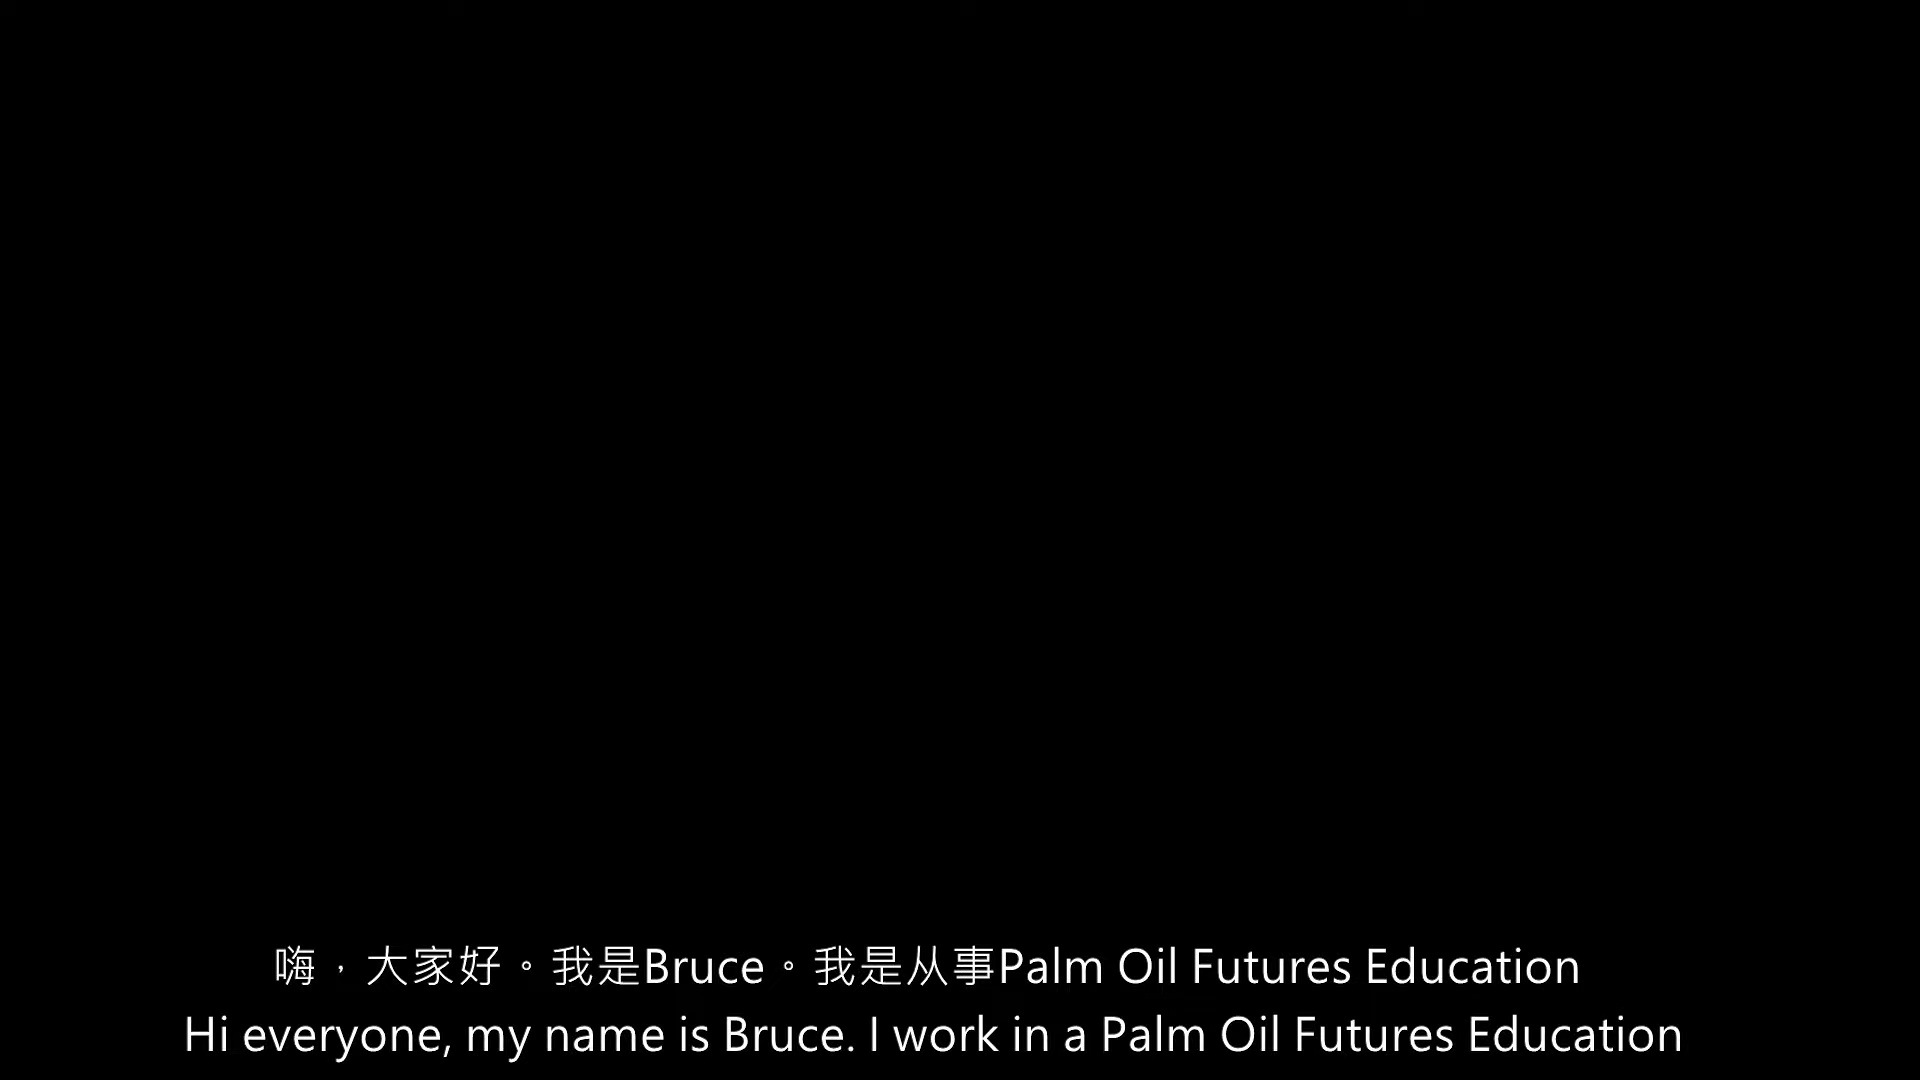 嗨，大家好。我是Bruce。我是从事Palm Oil Futures Education
Hi everyone, my name is Bruce. I work in a Palm Oil Futures Education